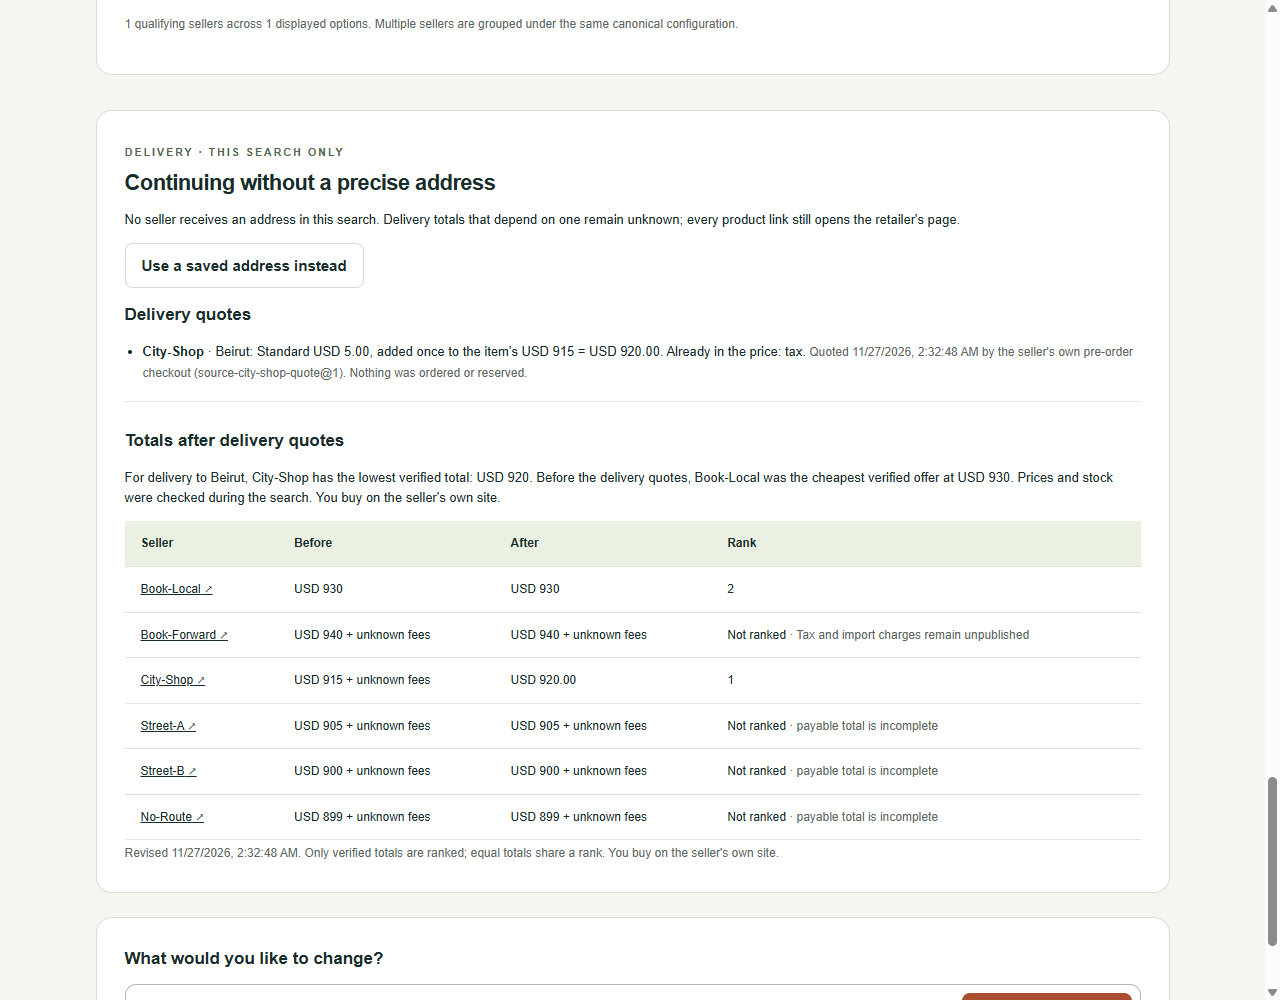 1 qualifying sellers across 1 displayed options. Multiple sellers are grouped under the same canonical configuration.
DELIVERY · THIS SEARCH ONLY
Continuing without a precise address
No seller receives an address in this search. Delivery totals that depend on one remain unknown; every product link still opens the retailer's page.
Use a saved address instead
Delivery quotes
• City-Shop · Beirut: Standard USD 5.00, added once to the item's USD 915 = USD 920.00. Already in the price: tax. Quoted 11/27/2026, 2:32:48 AM by the seller's own pre-order
checkout (source-city-shop-quote@1). Nothing was ordered or reserved.
Totals after delivery quotes
For delivery to Beirut, City-Shop has the lowest verified total: USD 920. Before the delivery quotes, Book-Local was the cheapest verified offer at USD 930. Prices and stock
were checked during the search. You buy on the seller's own site.
Seller Before After Rank
Book-Local ↗ USD 930 USD 930 2
Book-Forward ↗ USD 940 + unknown fees USD 940 + unknown fees Not ranked · Tax and import charges remain unpublished
City-Shop ↗ USD 915 + unknown fees USD 920.00 1
Street-A ↗ USD 905 + unknown fees USD 905 + unknown fees Not ranked · payable total is incomplete
Street-B ↗ USD 900 + unknown fees USD 900 + unknown fees Not ranked · payable total is incomplete
No-Route ↗ USD 899 + unknown fees USD 899 + unknown fees Not ranked · payable total is incomplete
Revised 11/27/2026, 2:32:48 AM. Only verified totals are ranked; equal totals share a rank. You buy on the seller's own site.
What would you like to change?